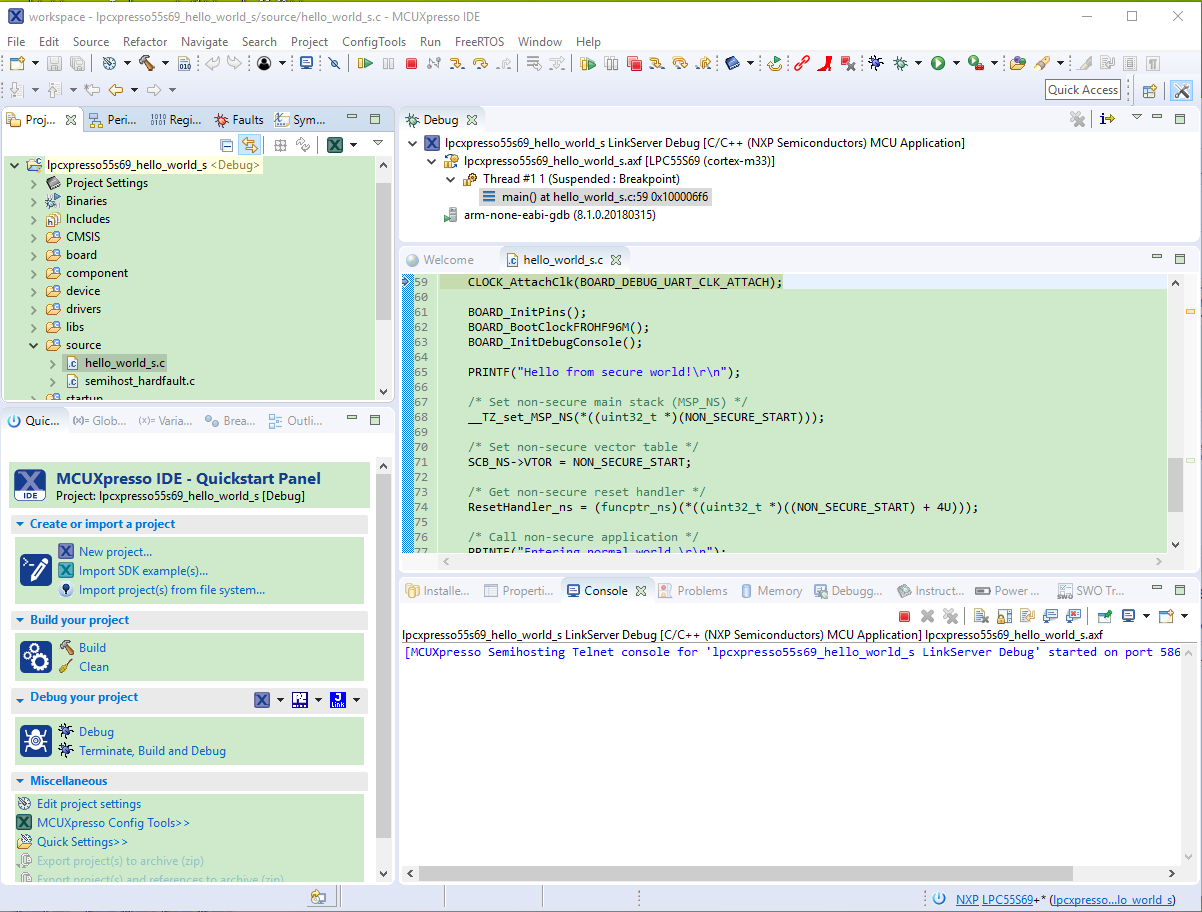 workspace - lpcxpresso55s69_hello_world_s/source/hello_world_s.c - MCUXpresso IDE
File Edit Source Refactor Navigate Search Project ConfigTools Run FreeRTOS Window Help
Quick Access
Proj... Peri... Regi... Faults Sym...
lpcxpresso55s69_hello_world_s <Debug>
Project Settings
Binaries
Includes
CMSIS
board
component
device
drivers
libs
source
hello_world_s.c
semihost_hardfault.c
startup
Debug
lpcxpresso55s69_hello_world_s LinkServer Debug [C/C++ (NXP Semiconductors) MCU Application]
lpcxpresso55s69_hello_world_s.axf [LPC55S69 (cortex-m33)]
Thread #1 1 (Suspended : Breakpoint)
main() at hello_world_s.c:59 0x100006f6
arm-none-eabi-gdb (8.1.0.20180315)
Welcome hello_world_s.c
59 CLOCK_AttachClk(BOARD_DEBUG_UART_CLK_ATTACH);
60
61 BOARD_InitPins();
62 BOARD_BootClockFROHF96M();
63 BOARD_InitDebugConsole();
64
65 PRINTF("Hello from secure world!\r\n");
66
67 /* Set non-secure main stack (MSP_NS) */
68 __TZ_set_MSP_NS(*((uint32_t *)(NON_SECURE_START)));
69
70 /* Set non-secure vector table */
71 SCB_NS->VTOR = NON_SECURE_START;
72
73 /* Get non-secure reset handler */
74 ResetHandler_ns = (funcptr_ns)(*((uint32_t *)((NON_SECURE_START) + 4U)));
75
76 /* Call non-secure application */
77 PRINTF("Entering normal world.\r\n");
Quic... (x)= Glob... (x)= Varia... Brea... Outli...
IDE
MCUXpresso IDE - Quickstart Panel
Project: lpcxpresso55s69_hello_world_s [Debug]
Create or import a project
New project...
Import SDK example(s)...
Import project(s) from file system...
Build your project
Build
Clean
Debug your project
Link
Debug
Terminate, Build and Debug
Miscellaneous
Edit project settings
MCUXpresso Config Tools>>
Quick Settings>>
Export project(s) to archive (zip)
Export project(s) and references to archive (zip)
Installe... Properti... Console Problems Memory Debugg... Instruct... Power ... SWO Tr...
lpcxpresso55s69_hello_world_s LinkServer Debug [C/C++ (NXP Semiconductors) MCU Application] lpcxpresso55s69_hello_world_s.axf
[MCUXpresso Semihosting Telnet console for 'lpcxpresso55s69_hello_world_s LinkServer Debug' started on port 586
NXP LPC55S69+* (lpcxpresso...lo_world_s)